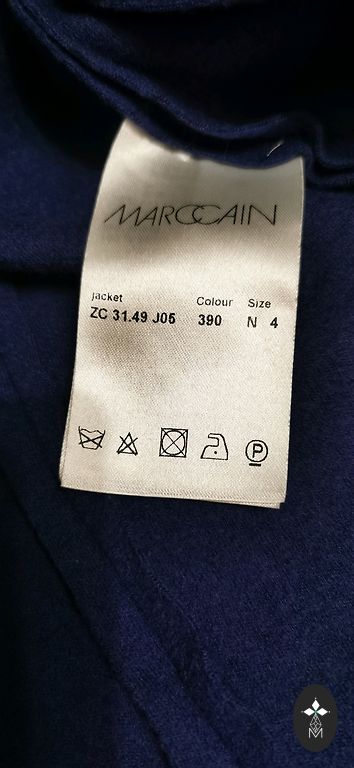 MARCCAIN
Jacket Colour Size
ZC 31.49 J05 390 N 4
P
M